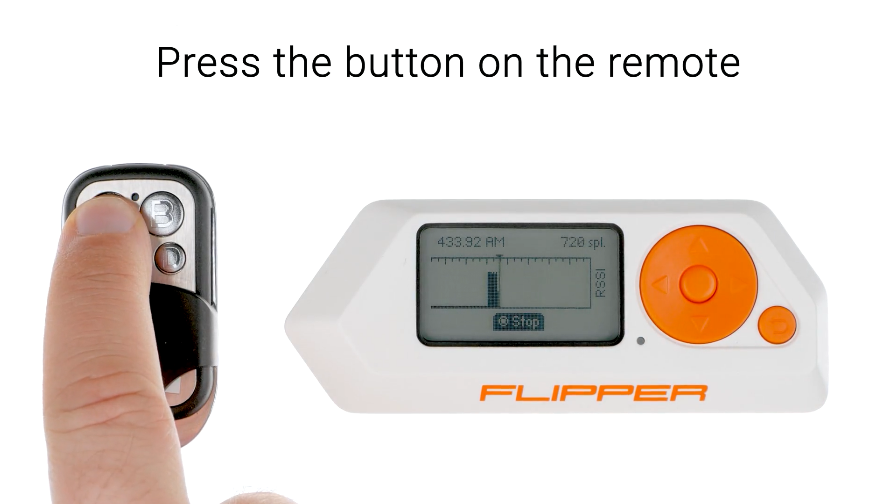 Press the button on the remote
B
D
433.92 AM 720 spl.
RSSI
Stop
FLIPPER